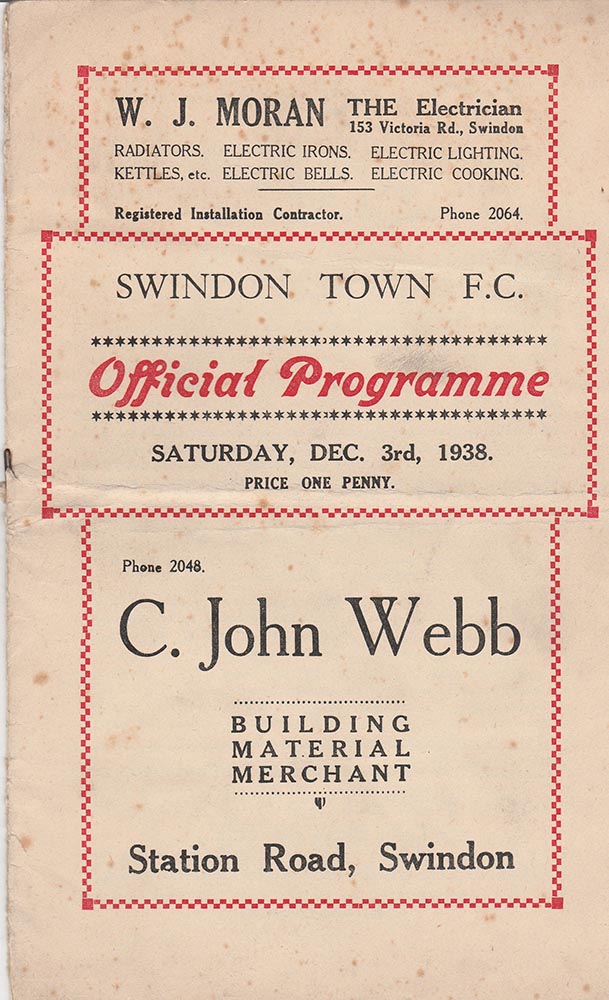 W. J. MORAN THE Electrician
153 Victoria Rd., Swindon
RADIATORS. ELECTRIC IRONS. ELECTRIC LIGHTING.
KETTLES, etc. ELECTRIC BELLS. ELECTRIC COOKING.
Registered Installation Contractor. Phone 2064.
SWINDON TOWN F.C.
Official Programme
SATURDAY, DEC. 3rd, 1938.
PRICE ONE PENNY.
Phone 2048.
C. John Webb
BUILDING
MATERIAL
MERCHANT
Station Road, Swindon